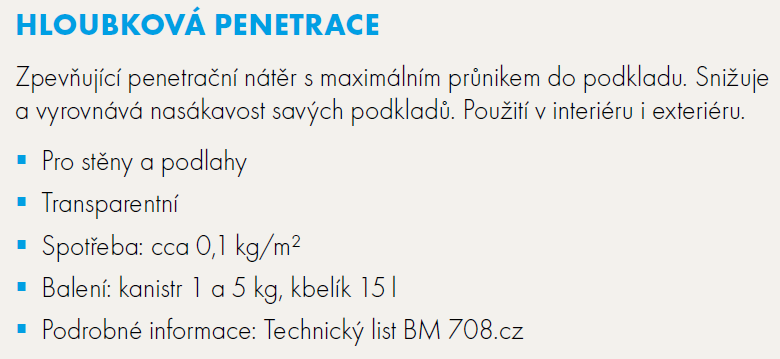 HLOUBKOVÁ PENETRACE
Zpevňující penetrační nátěr s maximálním průnikem do podkladu. Snižuje
a vyrovnává nasákavost savých podkladů. Použití v interiéru i exteriéru.
▪ Pro stěny a podlahy
▪ Transparentní
▪ Spotřeba: cca 0,1 kg/m²
▪ Balení: kanistr 1 a 5 kg, kbelík 15 l
▪ Podrobné informace: Technický list BM 708.cz